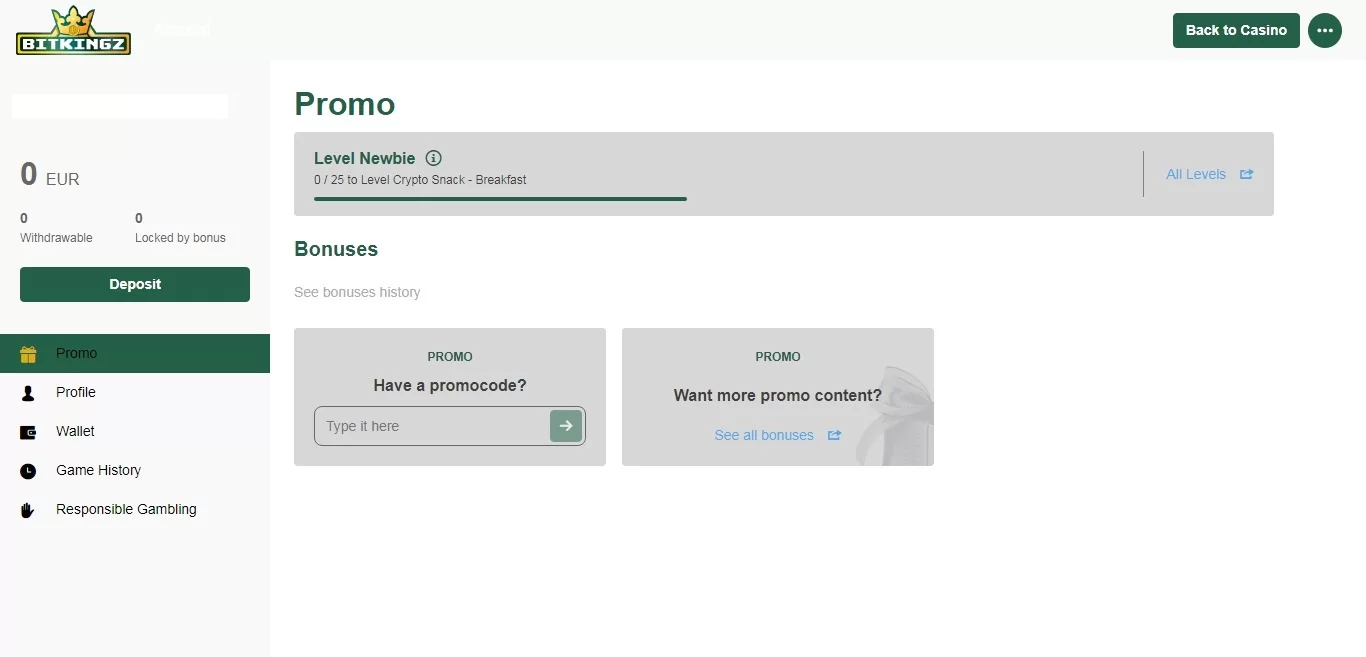 BITKINGZ
Back to Casino
0 EUR
0
Withdrawable
0
Locked by bonus
Deposit
Promo
Profile
Wallet
Game History
Responsible Gambling
Promo
Level Newbie
0 / 25 to Level Crypto Snack - Breakfast
All Levels
Bonuses
See bonuses history
PROMO
Have a promocode?
Type it here
PROMO
Want more promo content?
See all bonuses